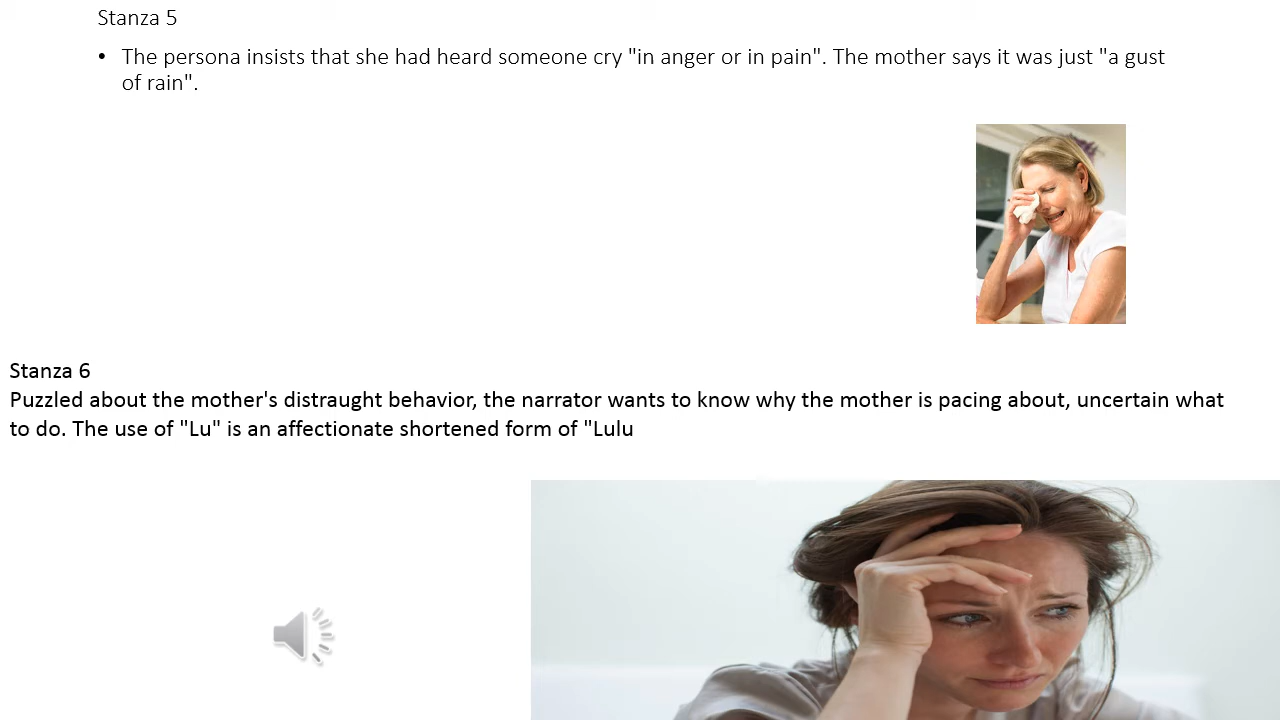 Stanza 5
• The persona insists that she had heard someone cry "in anger or in pain". The mother says it was just "a gust
of rain".
Stanza 6
Puzzled about the mother's distraught behavior, the narrator wants to know why the mother is pacing about, uncertain what
to do. The use of "Lu" is an affectionate shortened form of "Lulu